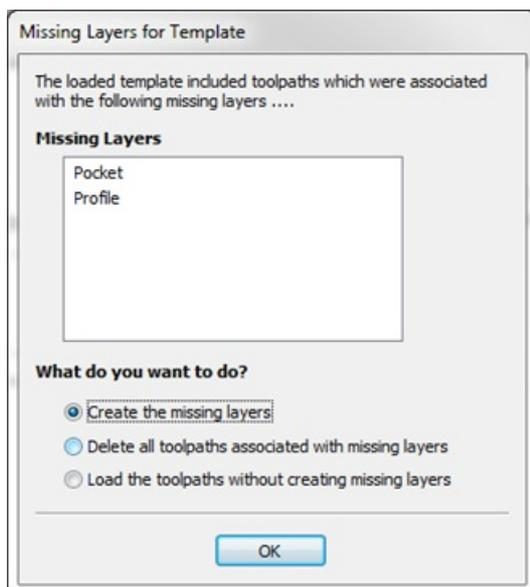 Missing Layers for Template
The loaded template included toolpaths which were associated
with the following missing layers ....
Missing Layers
Pocket
Profile
What do you want to do?
Create the missing layers
Delete all toolpaths associated with missing layers
Load the toolpaths without creating missing layers
OK